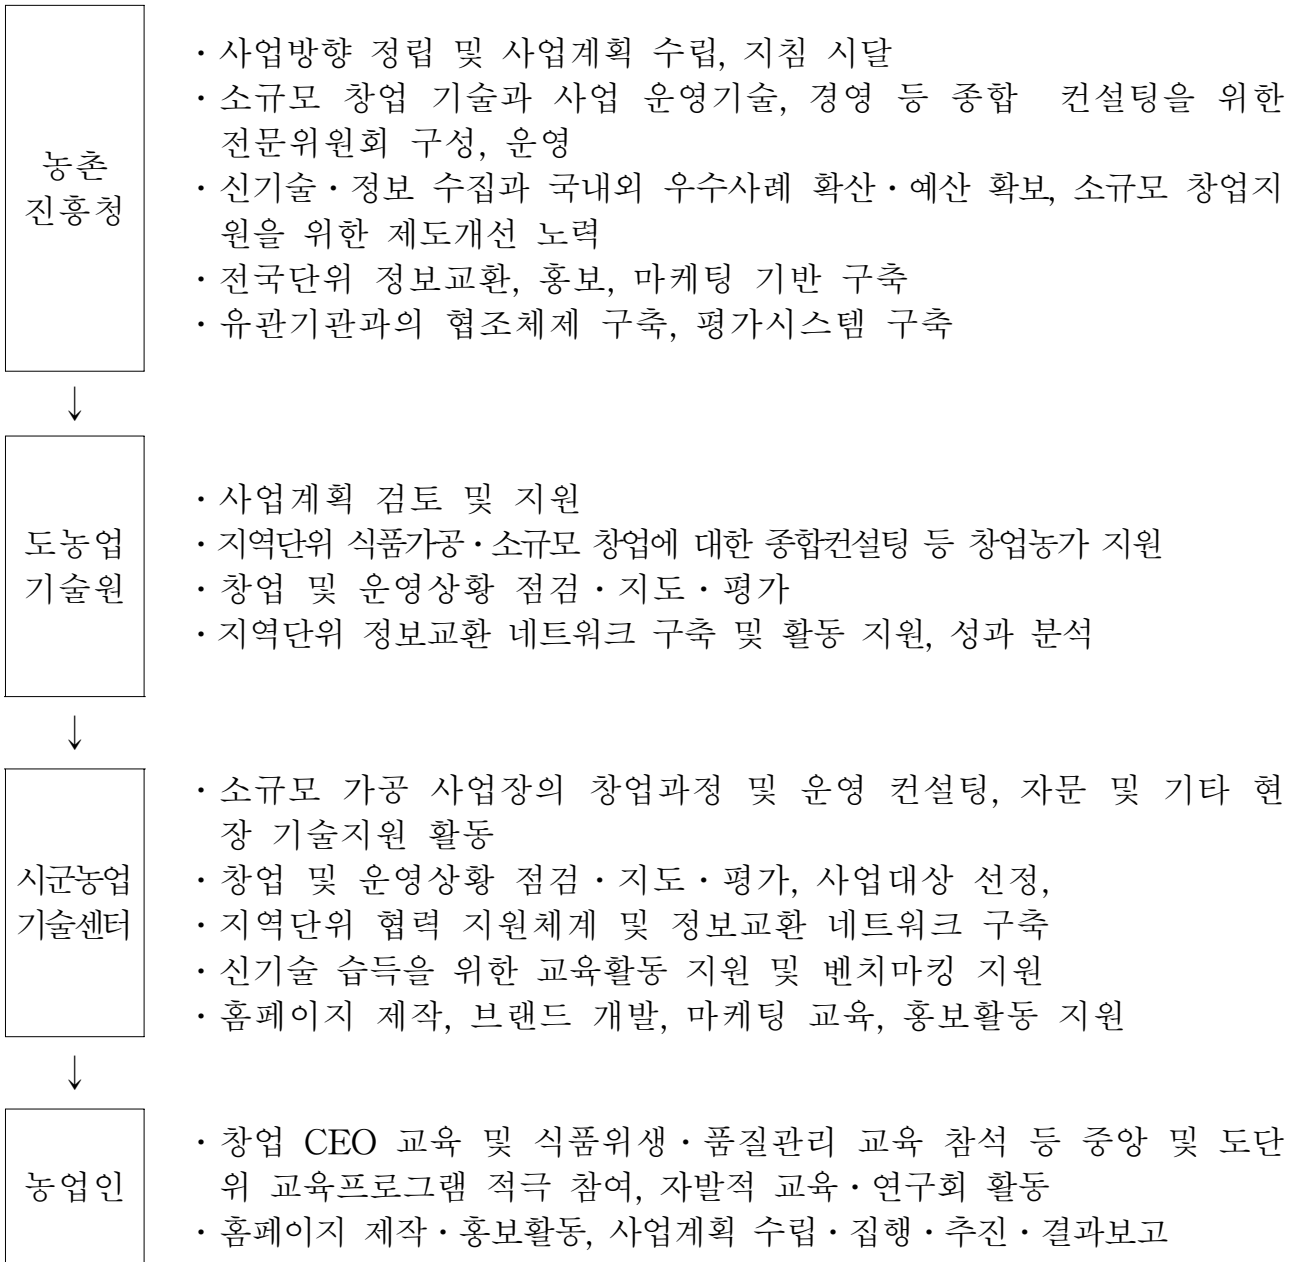 농촌
진흥청
・사업방향 정립 및 사업계획 수립, 지침 시달
・소규모 창업 기술과 사업 운영기술, 경영 등 종합 컨설팅을 위한
전문위원회 구성, 운영
・신기술・정보 수집과 국내외 우수사례 확산・예산 확보, 소규모 창업지
원을 위한 제도개선 노력
・전국단위 정보교환, 홍보, 마케팅 기반 구축
・유관기관과의 협조체제 구축, 평가시스템 구축
↓
도농업
기술원
・사업계획 검토 및 지원
・지역단위 식품가공・소규모 창업에 대한 종합컨설팅 등 창업농가 지원
・창업 및 운영상황 점검・지도・평가
・지역단위 정보교환 네트워크 구축 및 활동 지원, 성과 분석
↓
시군농업
기술센터
・소규모 가공 사업장의 창업과정 및 운영 컨설팅, 자문 및 기타 현
장 기술지원 활동
・창업 및 운영상황 점검・지도・평가, 사업대상 선정,
・지역단위 협력 지원체계 및 정보교환 네트워크 구축
・신기술 습득을 위한 교육활동 지원 및 벤치마킹 지원
・홈페이지 제작, 브랜드 개발, 마케팅 교육, 홍보활동 지원
↓
농업인
・창업 CEO 교육 및 식품위생・품질관리 교육 참석 등 중앙 및 도단
위 교육프로그램 적극 참여, 자발적 교육・연구회 활동
・홈페이지 제작・홍보활동, 사업계획 수립・집행・추진・결과보고